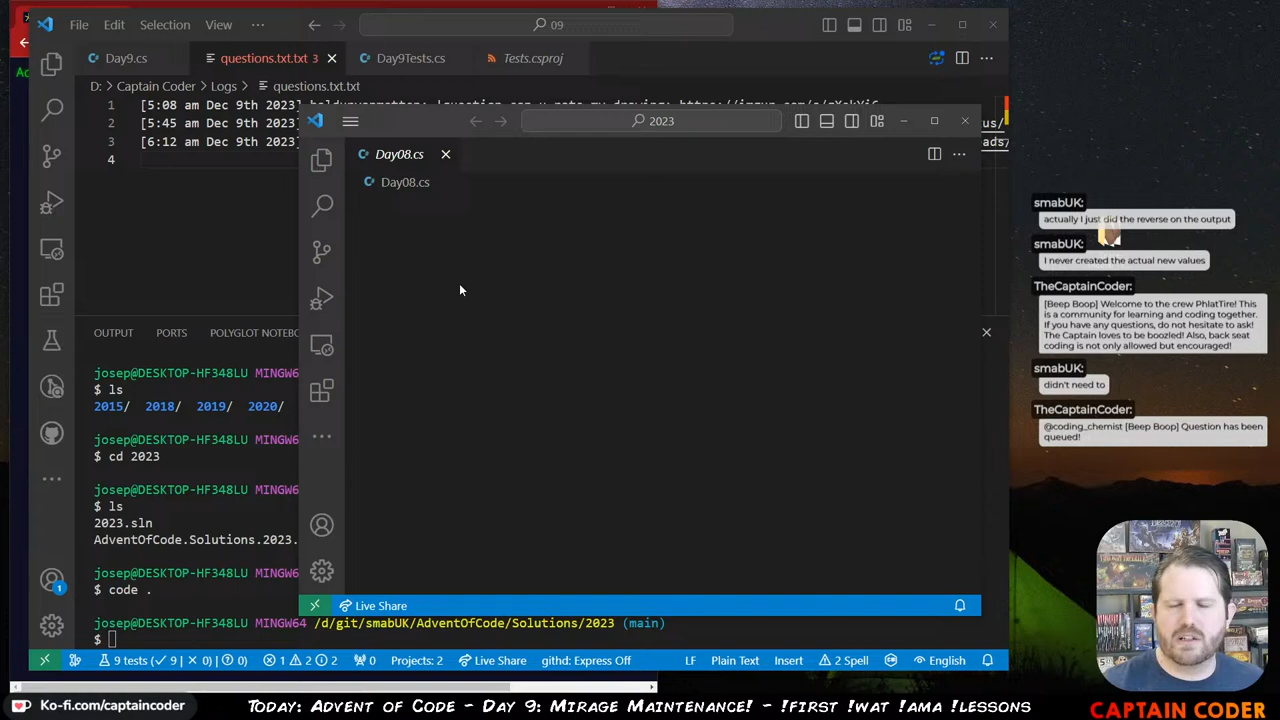 File Edit Selection View ···
09
Day9.cs
questions.txt.txt 3
Day9Tests.cs
Tests.csproj
D: > Captain Coder > Logs > questions.txt.txt
1 [5:08 am Dec 9th 2023]
2 [5:45 am Dec 9th 2023]
us/
3 [6:12 am Dec 9th 2023]
ads/
4
2023
Day08.cs
Day08.cs
Live Share
OUTPUT PORTS POLYGLOT NOTEB
josep@DESKTOP-HF348LU MINGW6
$ ls
2015/ 2018/ 2019/ 2020/
josep@DESKTOP-HF348LU MINGW6
$ cd 2023
josep@DESKTOP-HF348LU MINGW6
$ ls
2023.sln
AdventOfCode.Solutions.2023.
josep@DESKTOP-HF348LU MINGW6
$ code .
josep@DESKTOP-HF348LU MINGW64 /d/git/smabUK/AdventOfCode/Solutions/2023 (main)
$
1
9 tests (✓ 9 | × 0) | (? 0) 1 2 2 0 Projects: 2 Live Share githd: Express Off LF Plain Text Insert 2 Spell English
smabUK:
actually I just did the reverse on the output
smabUK:
I never created the actual new values
TheCaptainCoder:
[Beep Boop] Welcome to the crew PhlatTire! This
is a community for learning and coding together.
If you have any questions, do not hesitate to ask!
The Captain loves to be boozled! Also, back seat
coding is not only allowed but encouraged!
smabUK:
didn't need to
TheCaptainCoder:
@coding_chemist [Beep Boop] Question has been
queued!
Ko-fi.com/captaincoder
Today: Advent of Code - Day 9: Mirage Maintenance! - !first !wat !ama !lessons
CAPTAIN CODER